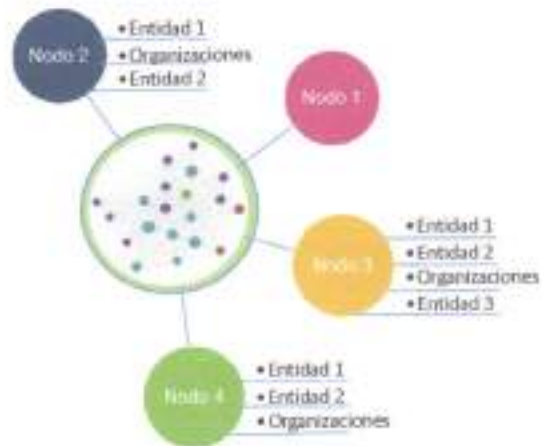 Nodo 2
• Entidad 1
• Organizaciones
• Entidad 2
Nodo 1
Nodo 3
• Entidad 1
• Entidad 2
• Organizaciones
• Entidad 3
Nodo 4
• Entidad 1
• Entidad 2
• Organizaciones